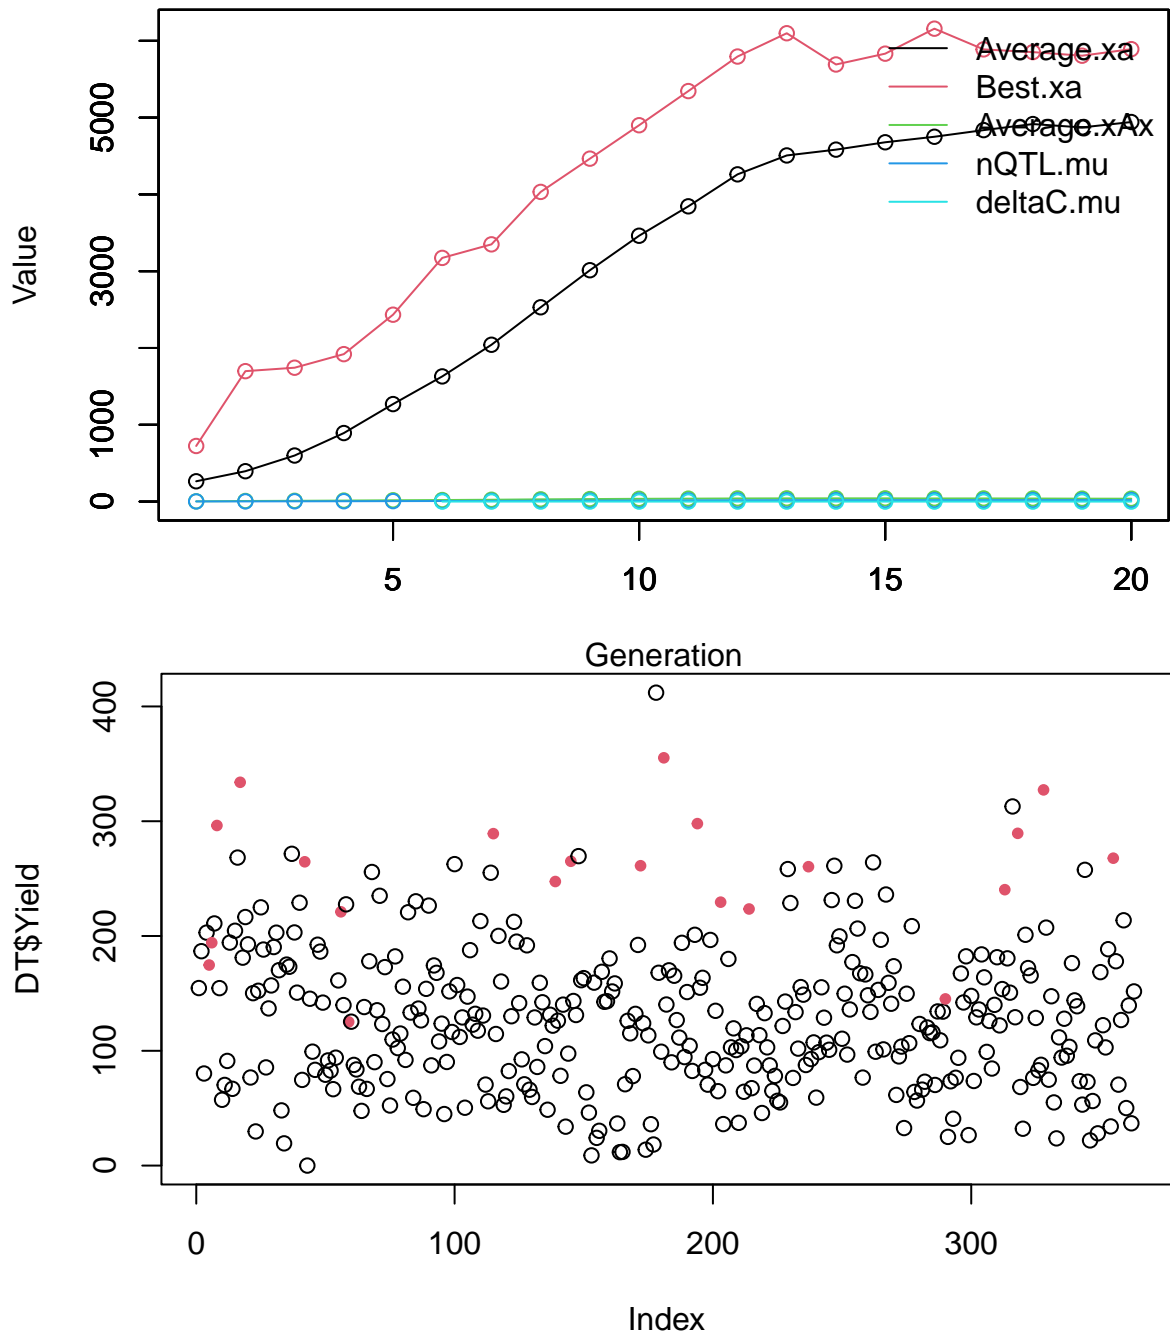 Value
5000
3000
1000
0
Average.xa
Best.xa
Average.xAx
nQTL.mu
deltaC.mu
5 10 15 20
Generation
DT$Yield
400
300
200
100
0
0 100 200 300
Index